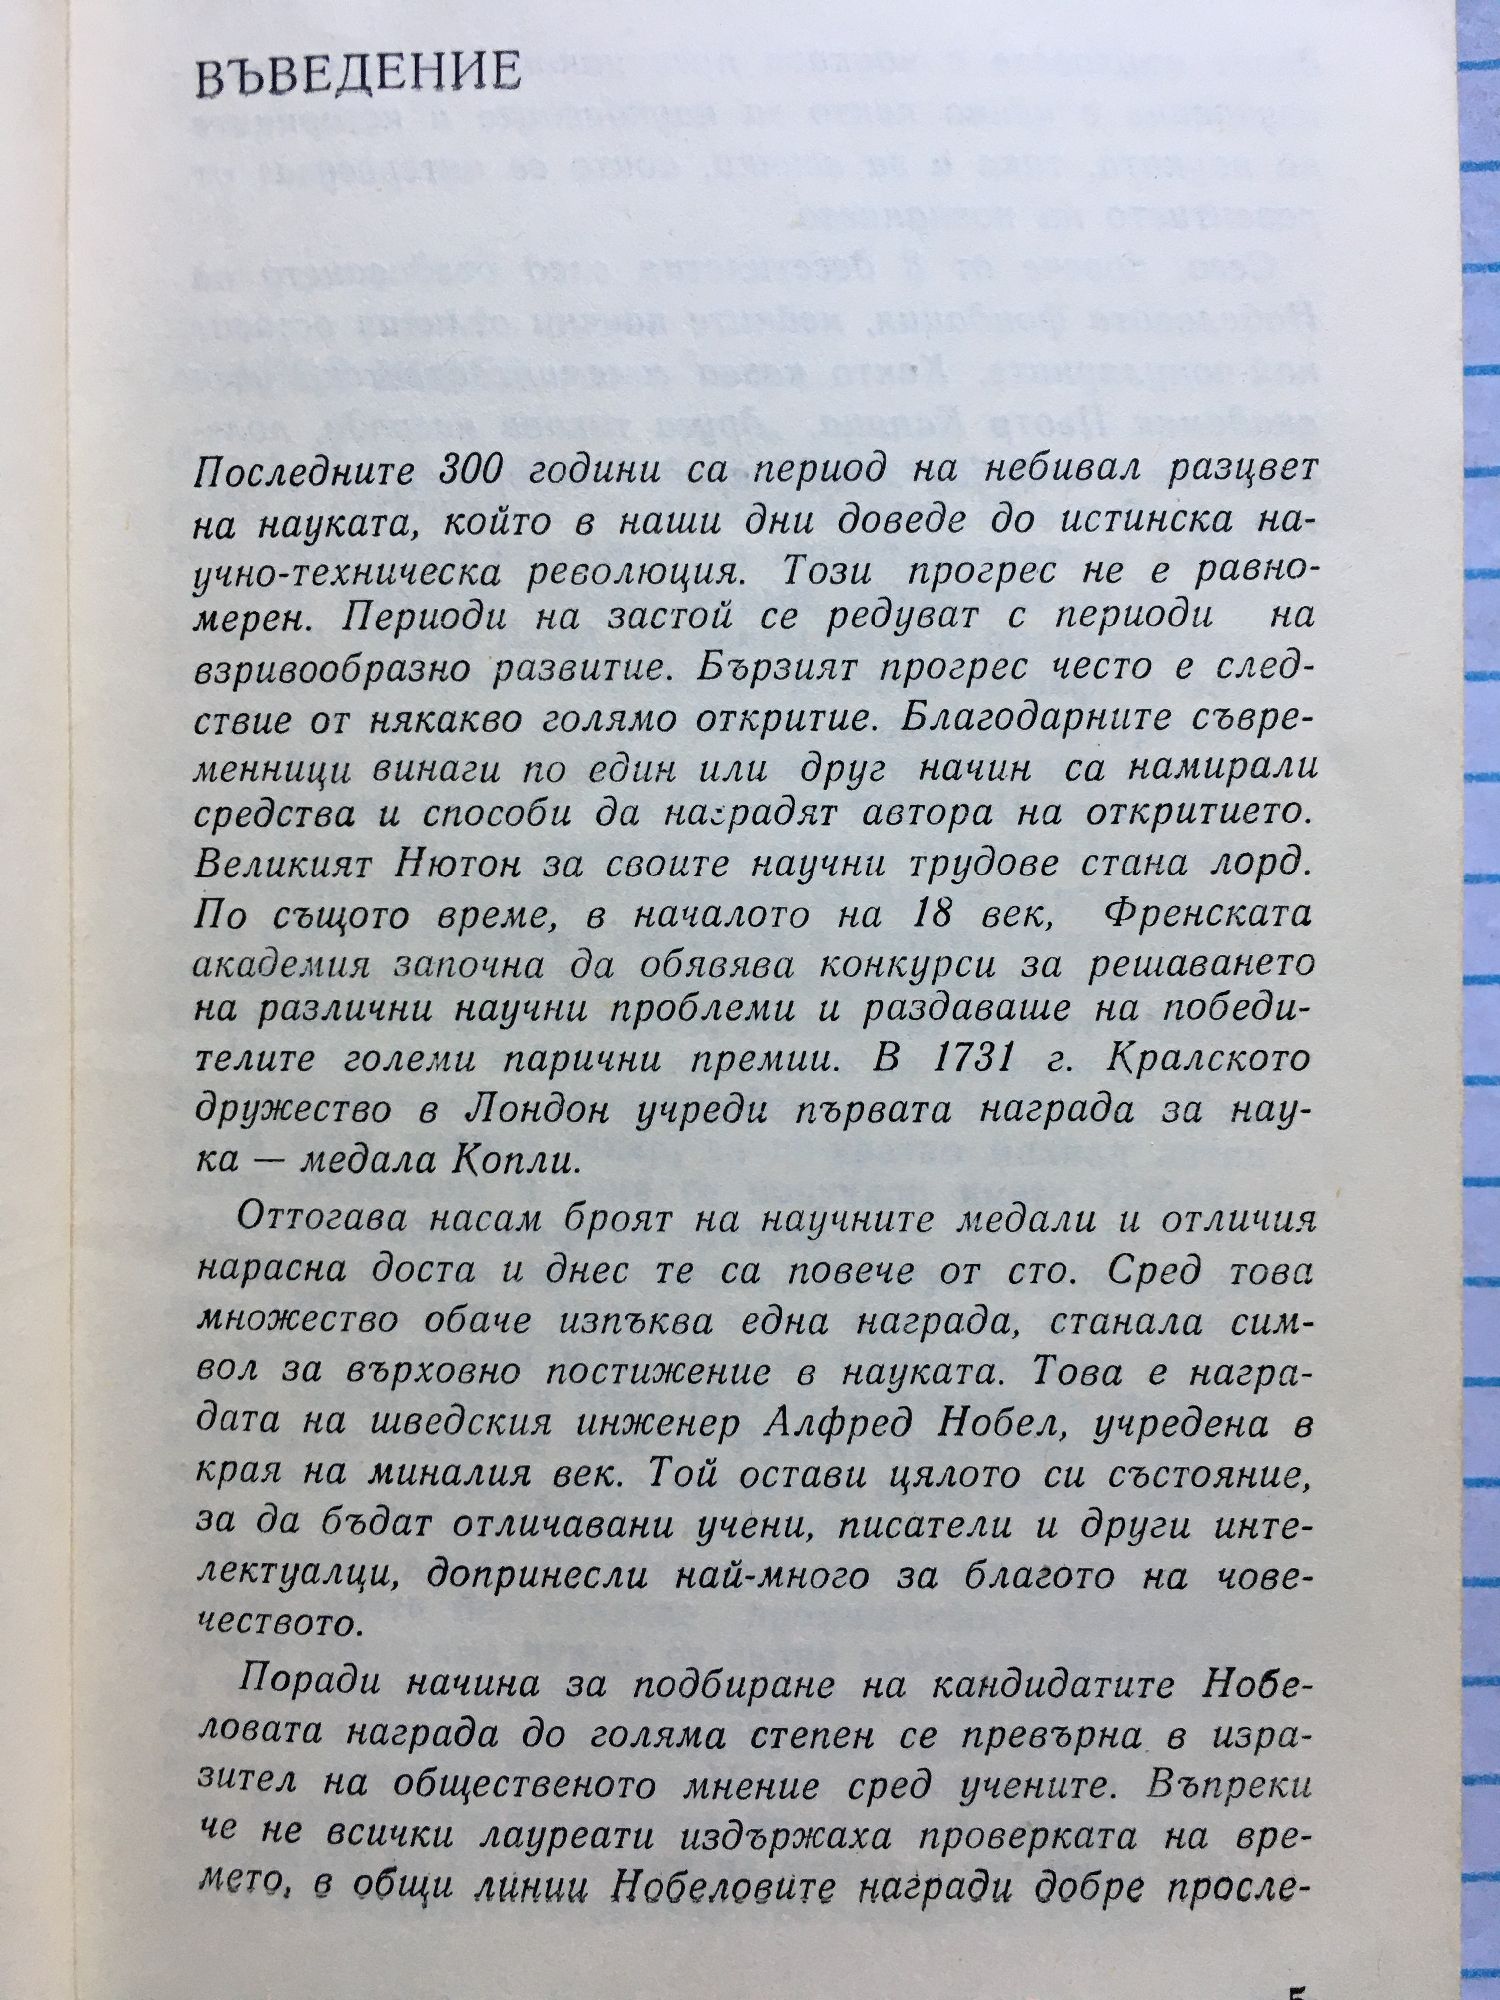 ВЪВЕДЕНИЕ
Последните 300 години са период на небивал разцвет
на науката, който в наши дни доведе до истинска на-
учно-техническа революция. Този прогрес не е равно-
мерен. Периоди на застой се редуват с периоди на
взривообразно развитие. Бързият прогрес често е след-
ствие от някакво голямо откритие. Благодарните съвре-
менници винаги по един или друг начин са намирали
средства и способи да наградят автора на откритието.
Великият Нютон за своите научни трудове стана лорд.
По същото време, в началото на 18 век, Френската
академия започна да обявява конкурси за решаването
на различни научни проблеми и раздаваше на победи-
телите големи парични премии. В 1731 г. Кралското
дружество в Лондон учреди първата награда за нау-
ка — медала Копли.
Оттогава насам броят на научните медали и отличия
нарасна доста и днес те са повече от сто. Сред това
множество обаче изпъква една награда, станала сим-
вол за върховно постижение в науката. Това е награ-
дата на шведския инженер Алфред Нобел, учредена в
края на миналия век. Той остави цялото си състояние,
за да бъдат отличавани учени, писатели и други инте-
лектуалци, допринесли най-много за благото на чове-
чеството.
Поради начина за подбиране на кандидатите Нобе-
ловата награда до голяма степен се превърна в изра-
зител на общественото мнение сред учените. Въпреки
че не всички лауреати издържаха проверката на вре-
мето, в общи линии Нобеловите награди добре просле-
5